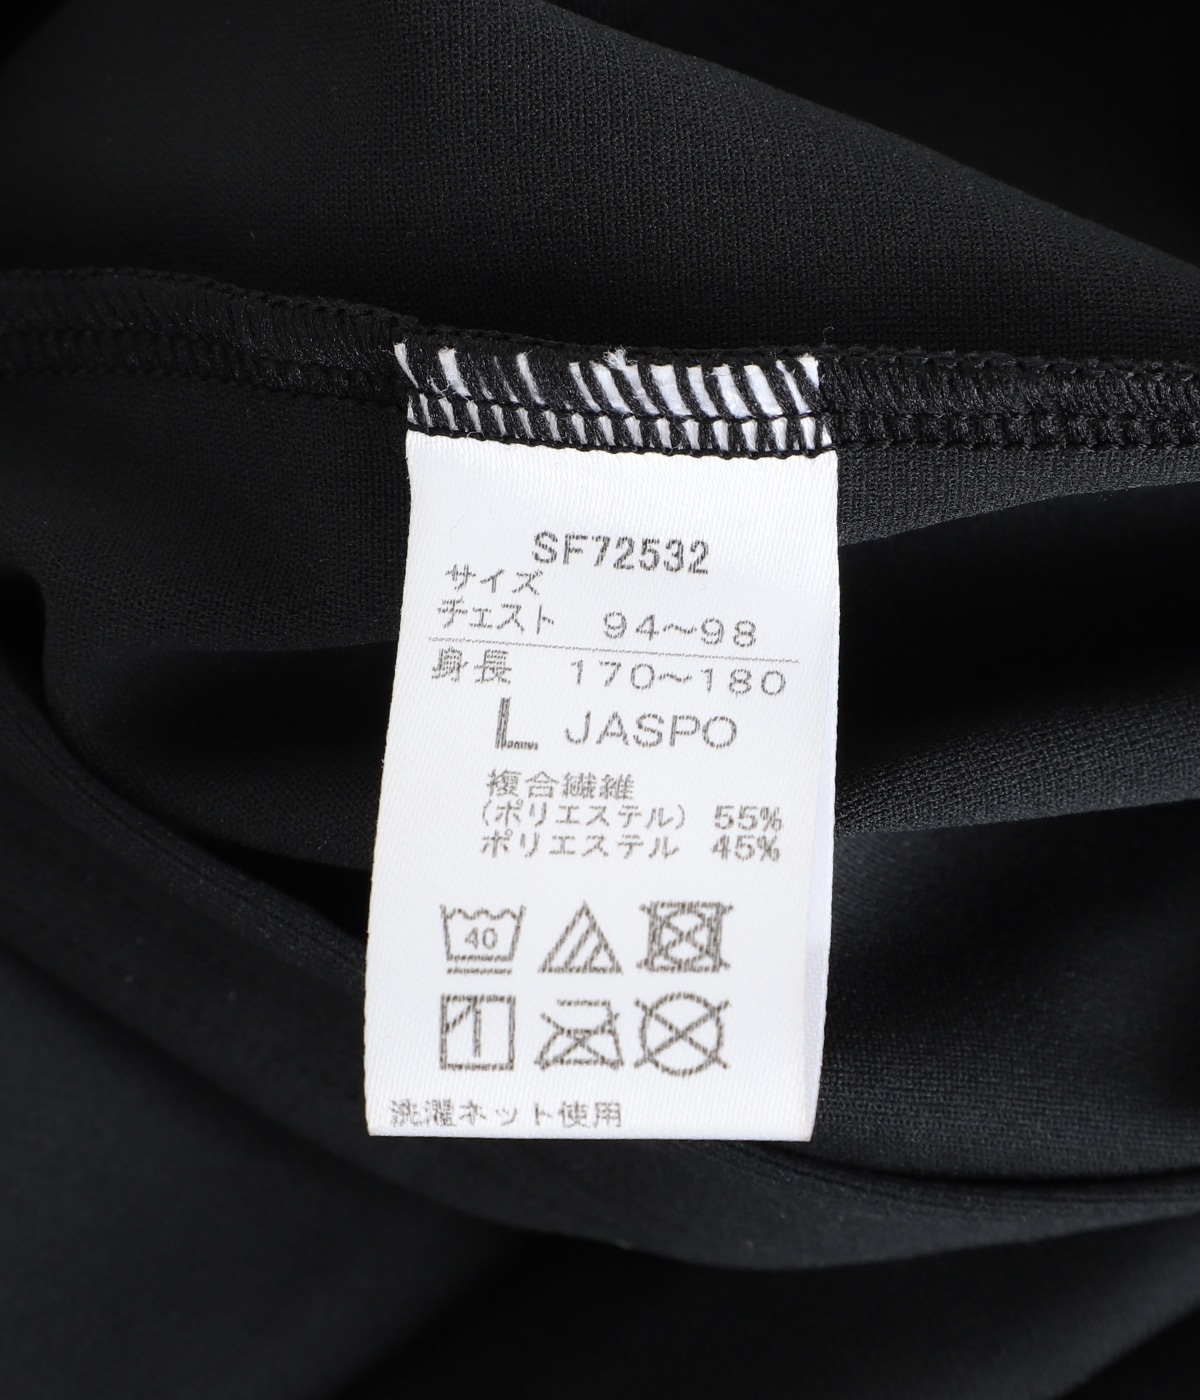 SF72532
サイズ
チェスト 94～98
身長 170～180
L JASPO
複合繊維
(ポリエステル) 55%
ポリエステル 45%
40
洗濯ネット使用